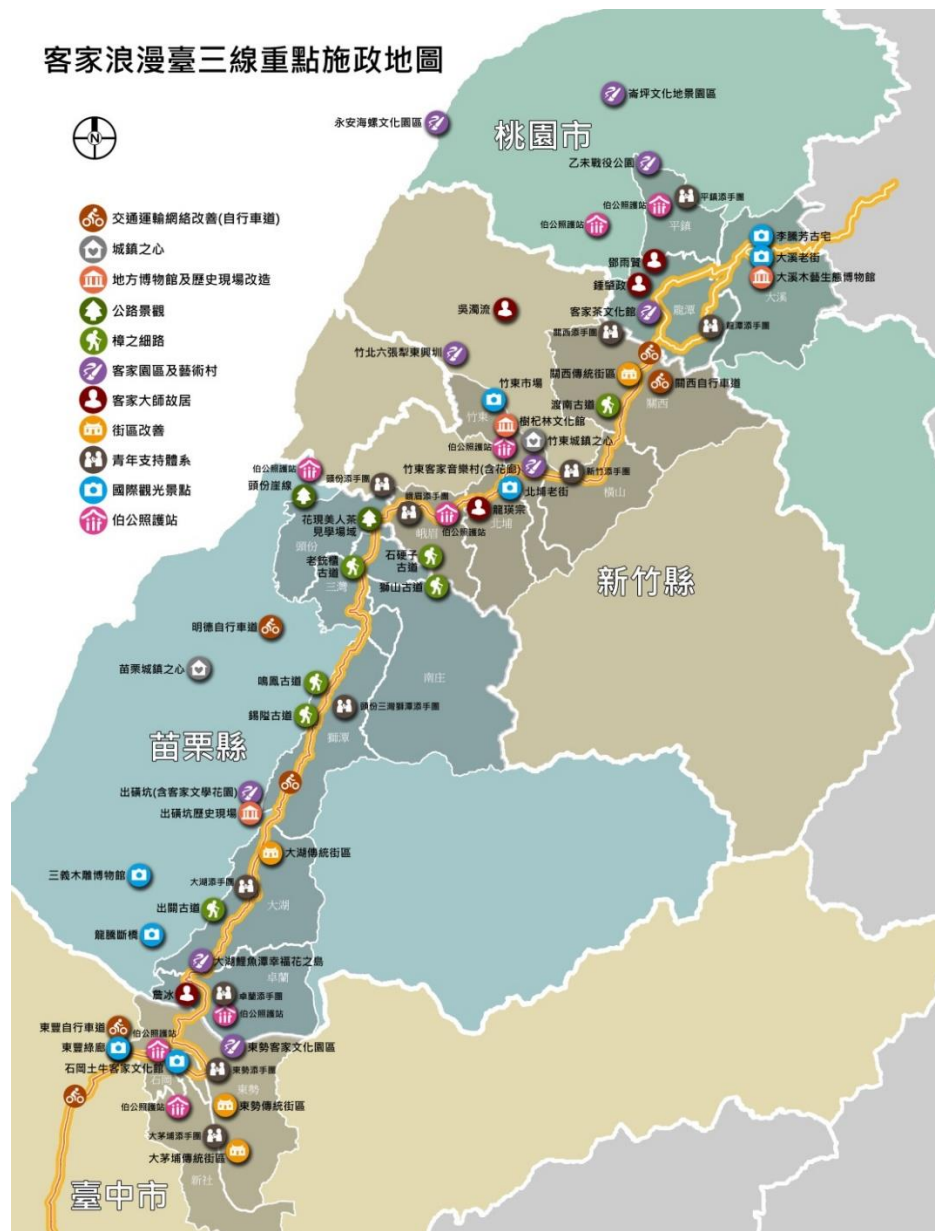 客家浪漫臺三線重點施政地圖
N
交通運輸網絡改善(自行車道)
城鎮之心
地方博物館及歷史現場改造
公路景觀
樟之細路
客家園區及藝術村
客家大師故居
街區改善
青年支持體系
國際觀光景點
伯公照護站
崙坪文化地景園區
永安海螺文化園區
桃園市
乙未戰役公園
平鎮添手團
伯公照護站
伯公照護站
平鎮
李騰芳古宅
大溪老街
大溪木藝生態博物館
大溪
鄧雨賢
鍾肇政
客家茶文化館
龍潭
龍潭添手團
吳濁流
關西添手團
竹北六張犁東興圳
關西傳統街區
關西自行車道
關西
竹東市場
竹東
渡南古道
樹杞林文化館
竹東城鎮之心
伯公照護站
竹東客家音樂村(含花廊)
新竹添手團
橫山
北埔老街
伯公照護站
頭份添手團
頭份崖線
峨眉添手團
龍瑛宗
北埔
花現美人茶
見學場域
伯公照護站
峨眉
頭份
老銃櫃
古道
石硬子
古道
三灣
獅山古道
新竹縣
明德自行車道
苗栗城鎮之心
鳴鳳古道
南庄
頭份三灣獅潭添手團
錫隘古道
獅潭
苗栗縣
出磺坑(含客家文學花園)
出磺坑歷史現場
大湖傳統街區
三義木雕博物館
大湖添手團
大湖
出關古道
龍騰斷橋
大湖鯉魚潭幸福花之島
卓蘭
詹冰
卓蘭添手團
伯公照護站
東豐自行車道
伯公照護站
東豐綠廊
東勢客家文化園區
石岡土牛客家文化館
東勢添手團
石岡
東勢
伯公照護站
東勢傳統街區
大茅埔添手團
大茅埔傳統街區
新社
臺中市